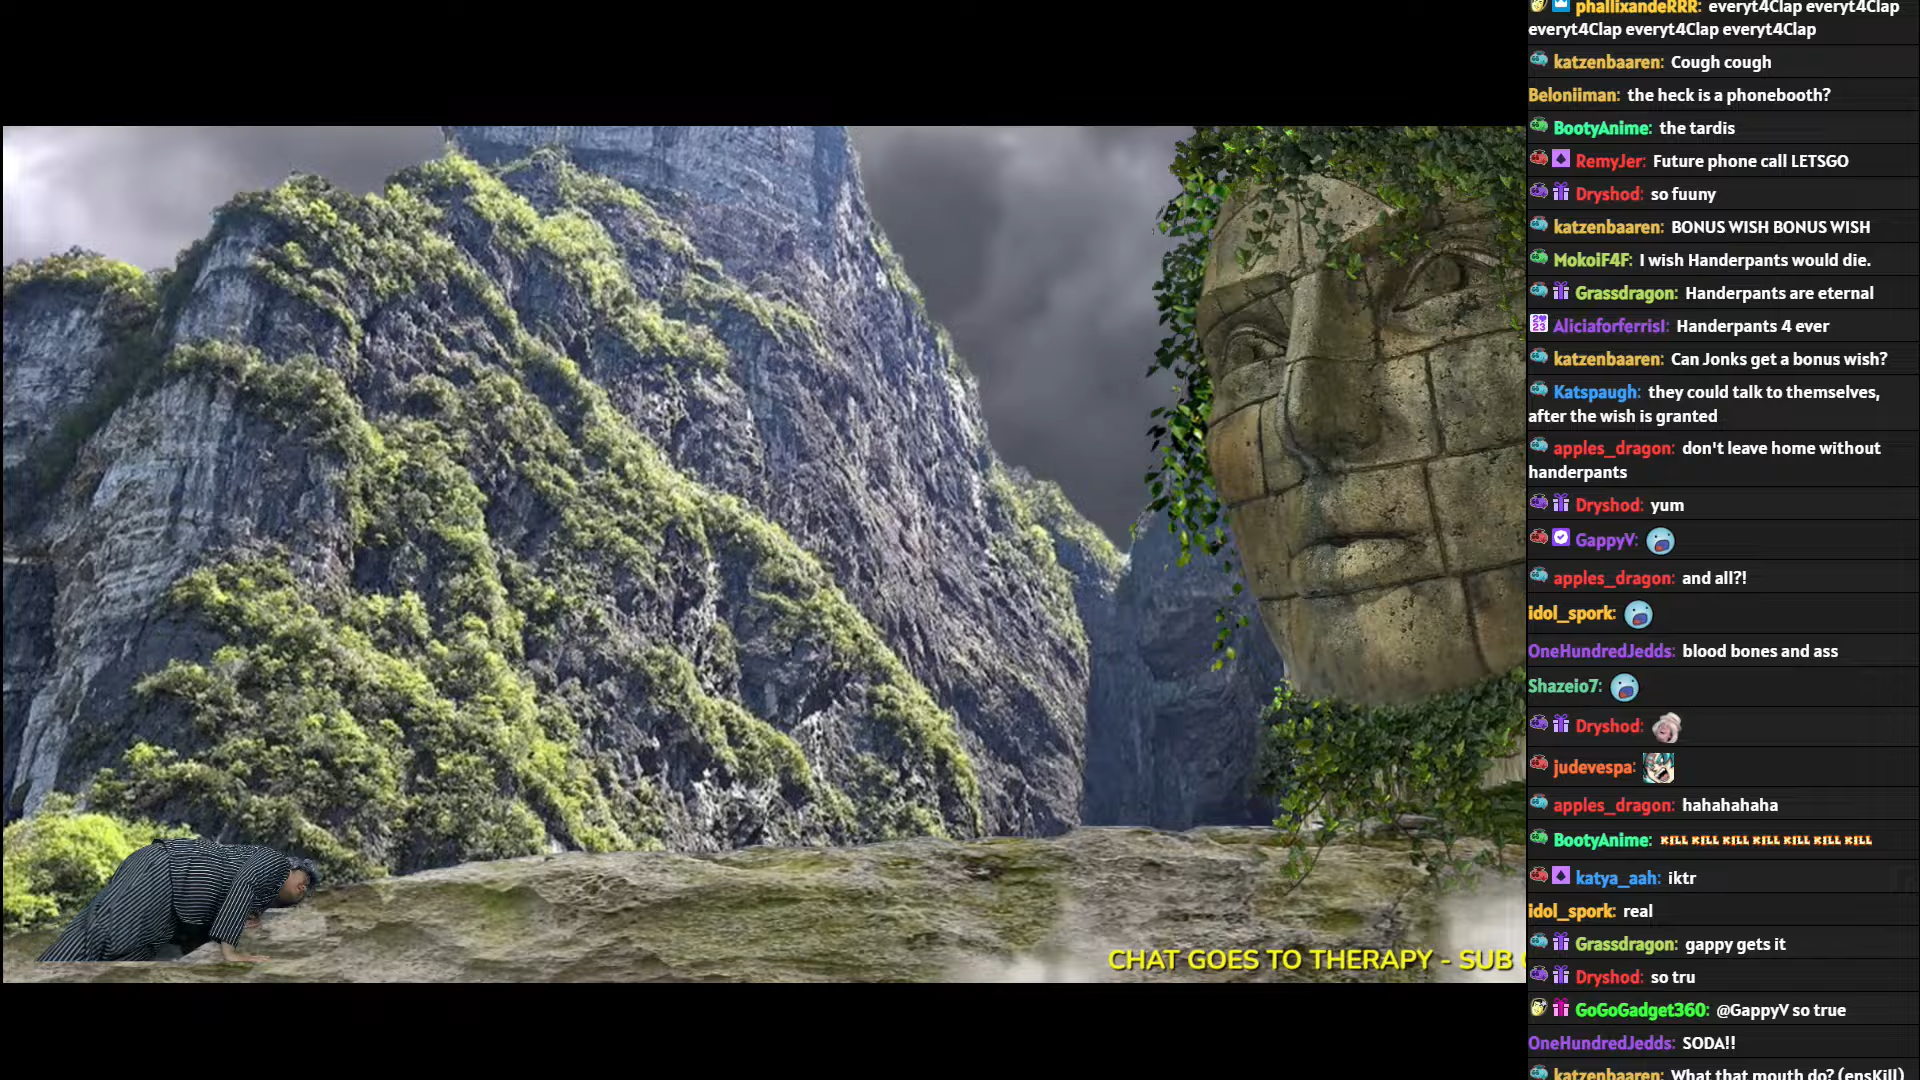 phallixandeRRR: everyt4Clap everyt4Clap
everyt4Clap everyt4Clap everyt4Clap
katzenbaaren: Cough cough
Beloniiman: the heck is a phonebooth?
BootyAnime: the tardis
RemyJer: Future phone call LETSGO
Dryshod: so fuuny
katzenbaaren: BONUS WISH BONUS WISH
MokoiF4F: I wish Handerpants would die.
Grassdragon: Handerpants are eternal
AliciaforferrisI: Handerpants 4 ever
katzenbaaren: Can Jonks get a bonus wish?
Katspaugh: they could talk to themselves,
after the wish is granted
apples_dragon: don't leave home without
handerpants
Dryshod: yum
GappyV:
apples_dragon: and all?!
idol_spork:
OneHundredJedds: blood bones and ass
Shazeio7:
Dryshod:
judevespa:
apples_dragon: hahahahaha
BootyAnime: KILL KILL KILL KILL KILL KILL KILL
katya_aah: iktr
idol_spork: real
Grassdragon: gappy gets it
Dryshod: so tru
GoGoGadget360: @GappyV so true
OneHundredJedds: SODA!!
katzenbaaren: What that mouth do? (ensKill)
CHAT GOES TO THERAPY - SUB